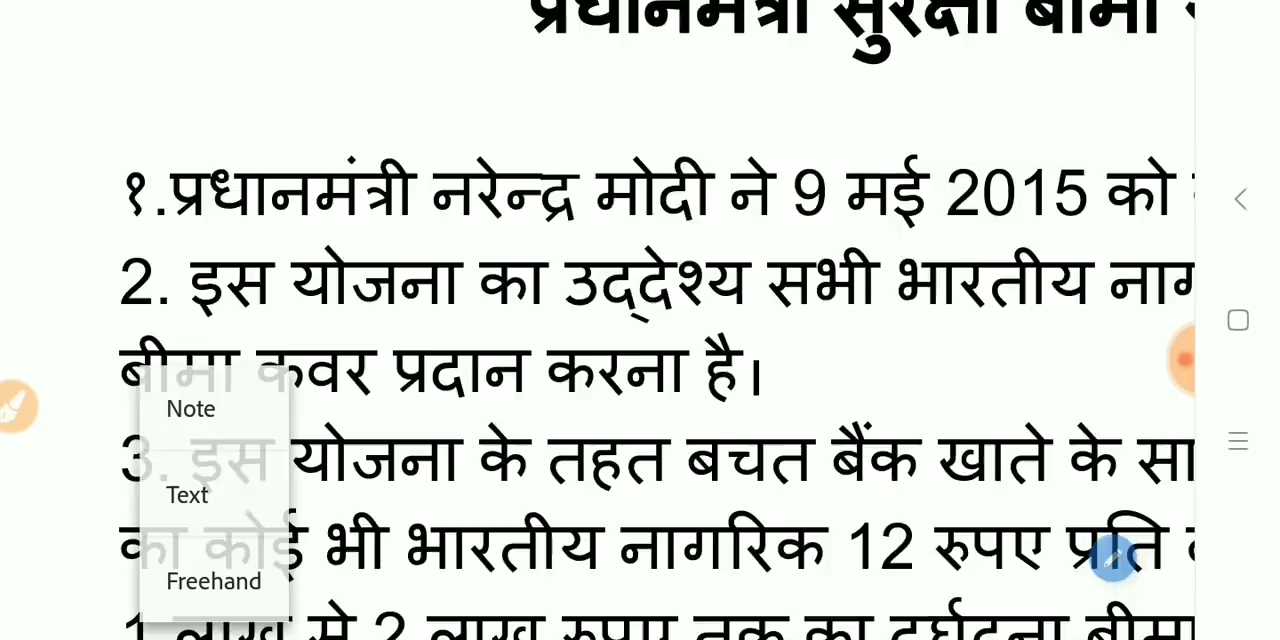 प्रधानमंत्री सुरक्षा बीमा
१.प्रधानमंत्री नरेन्द्र मोदी ने 9 मई 2015 को
2. इस योजना का उद्देश्य सभी भारतीय नाग
बीमा कवर प्रदान करना है।
Note
3. इस योजना के तहत बचत बैंक खाते के सा
Text
का कोई भी भारतीय नागरिक 12 रुपए प्रति
Freehand
1 लाख से 2 लाख रुपए तक का दुर्घटना बीमा